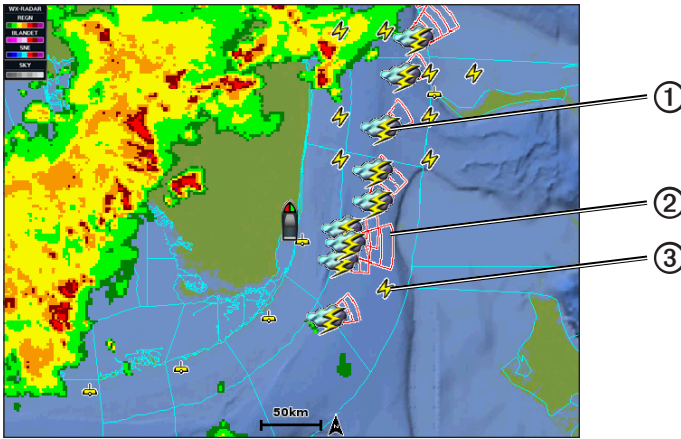 WX-RADAR
REGN
BLANDET
SNE
SKY
①
②
③
50km